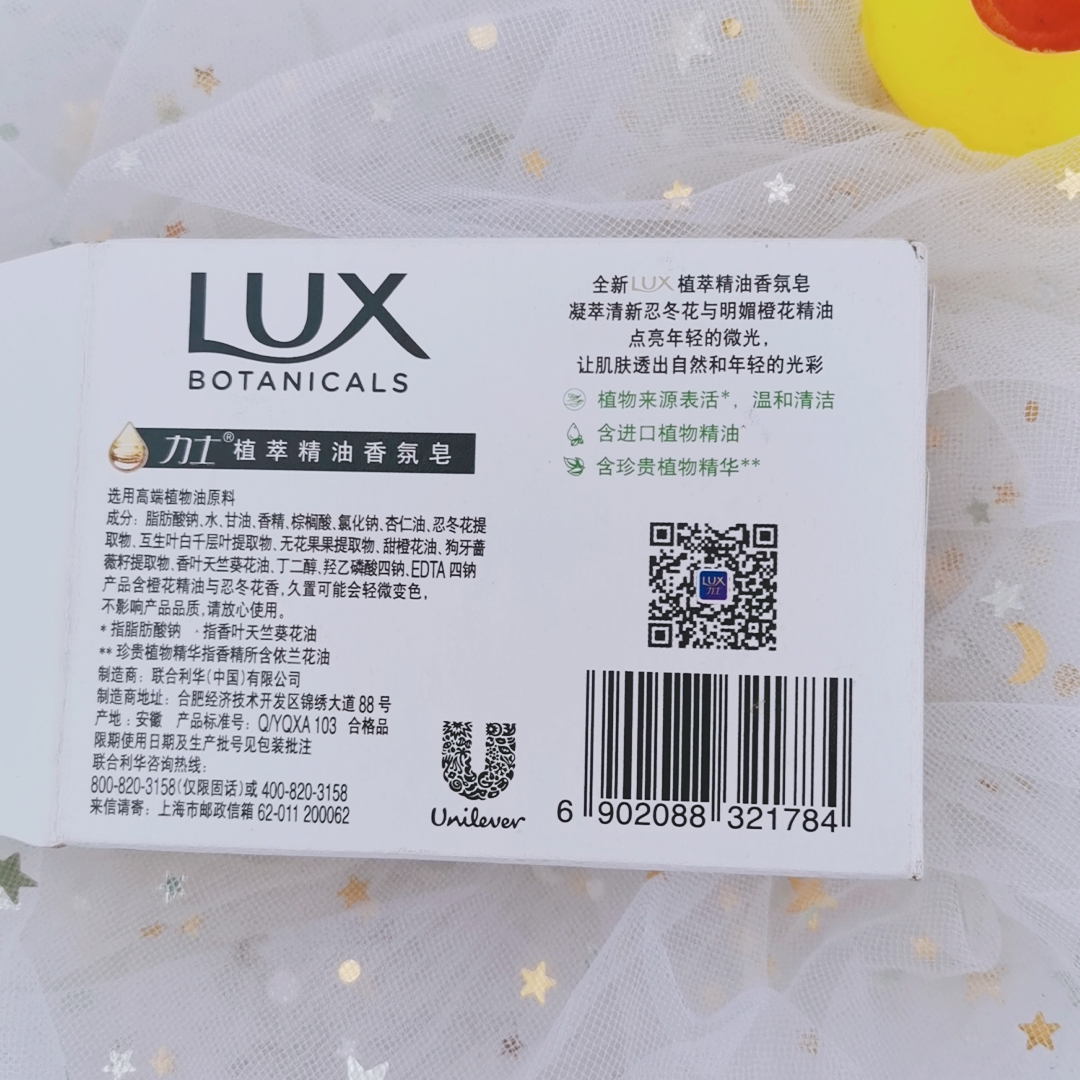 LUX
BOTANICALS
力士®植萃精油香氛皂
选用高端植物油原料
成分：脂肪酸钠、水、甘油、香精、棕榈酸、氯化钠、杏仁油、忍冬花提
取物、互生叶白千层叶提取物、无花果果提取物、甜橙花油、狗牙蔷
薇籽提取物、香叶天竺葵花油、丁二醇、羟乙磷酸四钠、EDTA 四钠
产品含橙花精油与忍冬花香，久置可能会轻微变色，
不影响产品品质，请放心使用。
*指脂肪酸钠 ^指香叶天竺葵花油
**珍贵植物精华指香精所含依兰花油
制造商：联合利华（中国）有限公司
制造商地址：合肥经济技术开发区锦绣大道 88 号
产地：安徽 产品标准号：Q/YQXA 103 合格品
限期使用日期及生产批号见包装批注
联合利华咨询热线：
800-820-3158（仅限固话）或 400-820-3158
来信请寄：上海市邮政信箱 62-011 200062
Unilever
全新LUX植萃精油香氛皂
凝萃清新忍冬花与明媚橙花精油
点亮年轻的微光，
让肌肤透出自然和年轻的光彩
植物来源表活*，温和清洁
含进口植物精油^
含珍贵植物精华**
LUX
力士
6 902088 321784